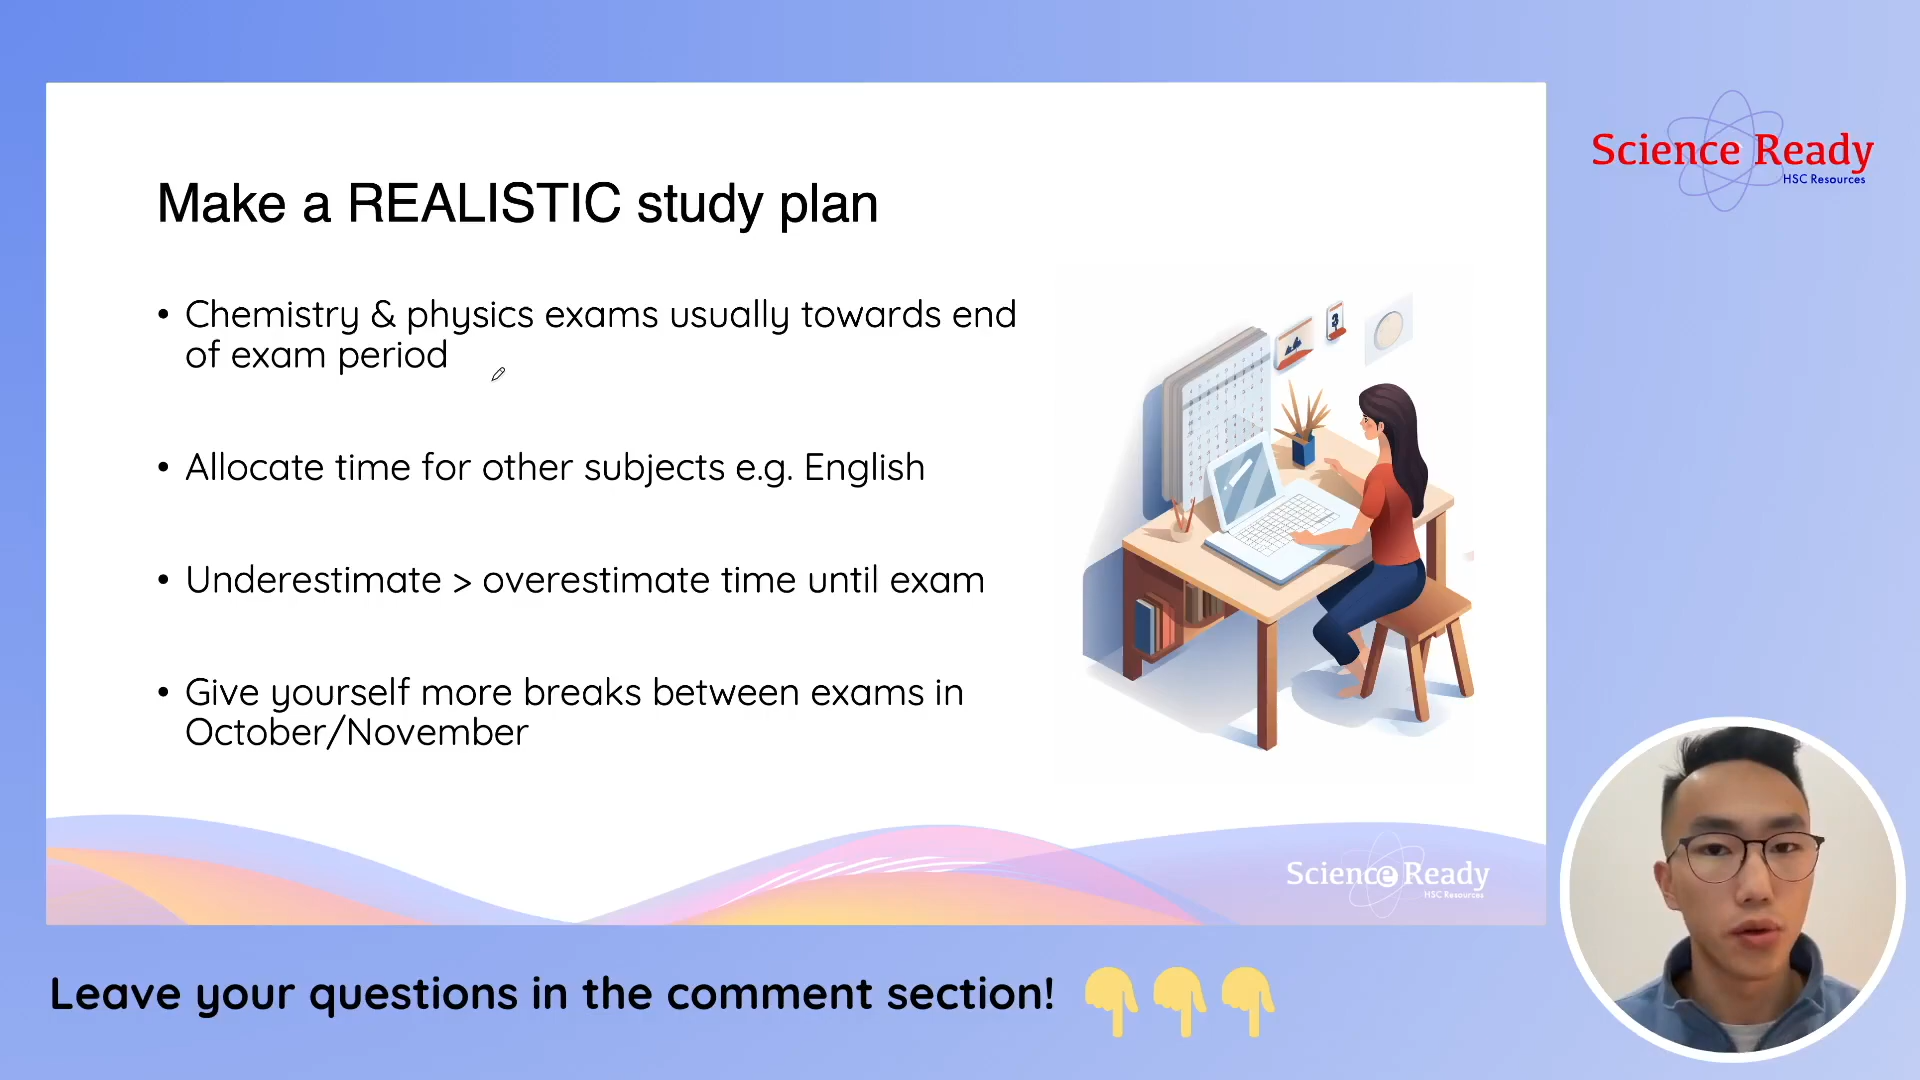 Science Ready
HSC Resources
Make a REALISTIC study plan
• Chemistry & physics exams usually towards end
of exam period
• Allocate time for other subjects e.g. English
• Underestimate > overestimate time until exam
• Give yourself more breaks between exams in
October/November
Science Ready
HSC Resources
Leave your questions in the comment section! 👇👇👇